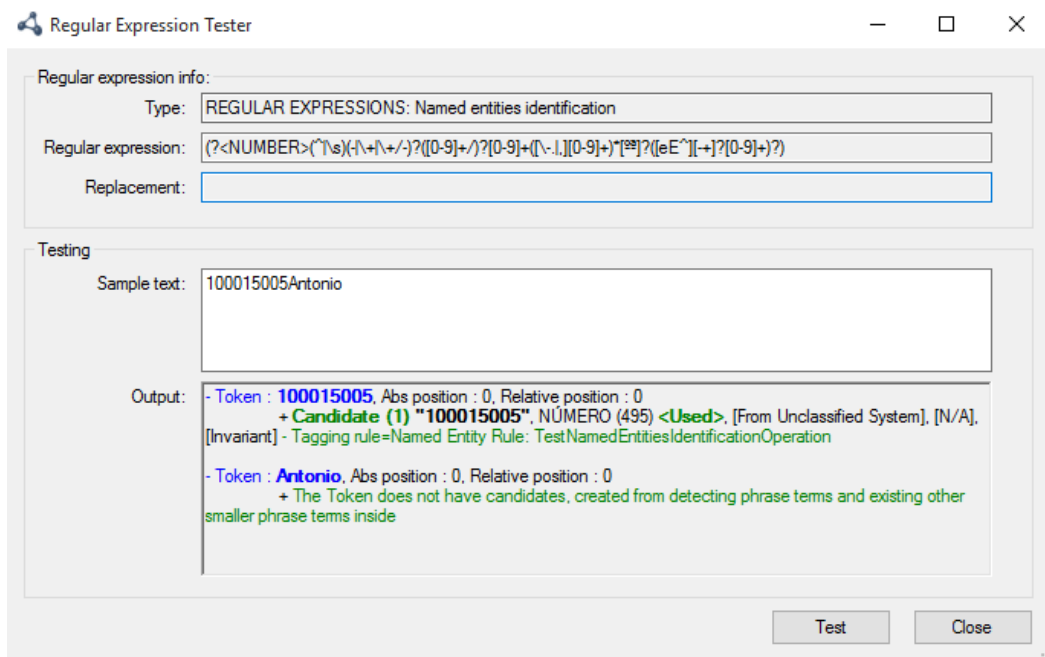 Regular Expression Tester
Regular expression info:
Type: REGULAR EXPRESSIONS: Named entities identification
Regular expression: (?<NUMBER>(^|\s)(-|\+|\+/-)?([0-9]+/)?[0-9]+([\-.|,][0-9]+)*[ºª]?([eE^][-+]?[0-9]+)?)
Replacement:
Testing
Sample text: 100015005Antonio
Output: - Token : 100015005, Abs position : 0, Relative position : 0
+ Candidate (1) "100015005", NÚMERO (495) <Used>, [From Unclassified System], [N/A],
[Invariant] - Tagging rule=Named Entity Rule: TestNamedEntitiesIdentificationOperation
- Token : Antonio, Abs position : 0, Relative position : 0
+ The Token does not have candidates, created from detecting phrase terms and existing other
smaller phrase terms inside
Test Close